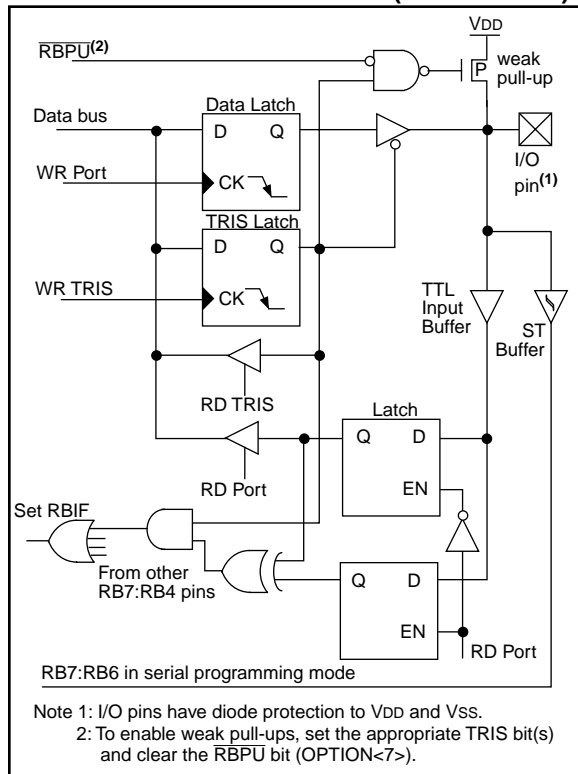 VDD
RBPU(2)
P
weak
pull-up
Data Latch
Data bus
D
Q
WR Port
CK
I/O
pin(1)
TRIS Latch
D
Q
WR TRIS
CK
TTL
Input
Buffer
ST
Buffer
RD TRIS
Latch
Q
D
RD Port
EN
Set RBIF
From other
RB7:RB4 pins
Q
D
EN
RD Port
RB7:RB6 in serial programming mode
Note 1: I/O pins have diode protection to VDD and VSS.
2: To enable weak pull-ups, set the appropriate TRIS bit(s)
and clear the RBPU bit (OPTION<7>).